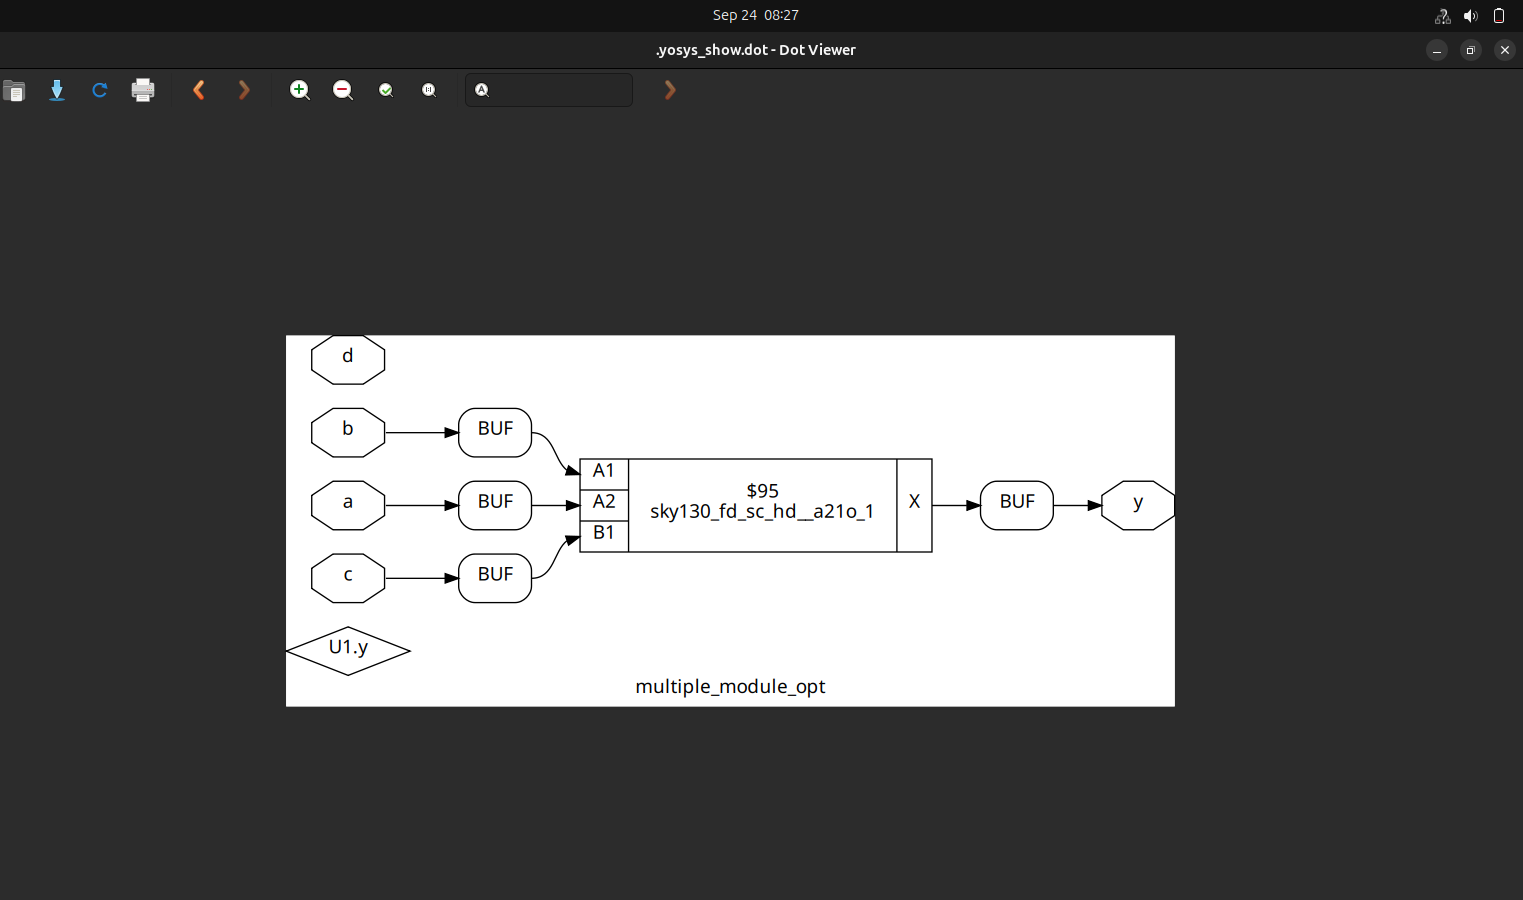 Sep 24 08:27
.yosys_show.dot - Dot Viewer
A
d
b
BUF
A1
a
BUF
A2
$95
sky130_fd_sc_hd__a21o_1
X
BUF
y
B1
c
BUF
U1.y
multiple_module_opt